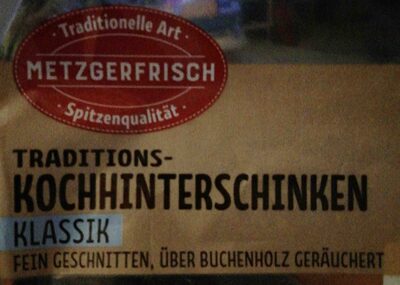 · Traditionelle Art ·
METZGERFRISCH
· Spitzenqualität ·
TRADITIONS-
KOCHHINTERSCHINKEN
KLASSIK
FEIN GESCHNITTEN, ÜBER BUCHENHOLZ GERÄUCHERT